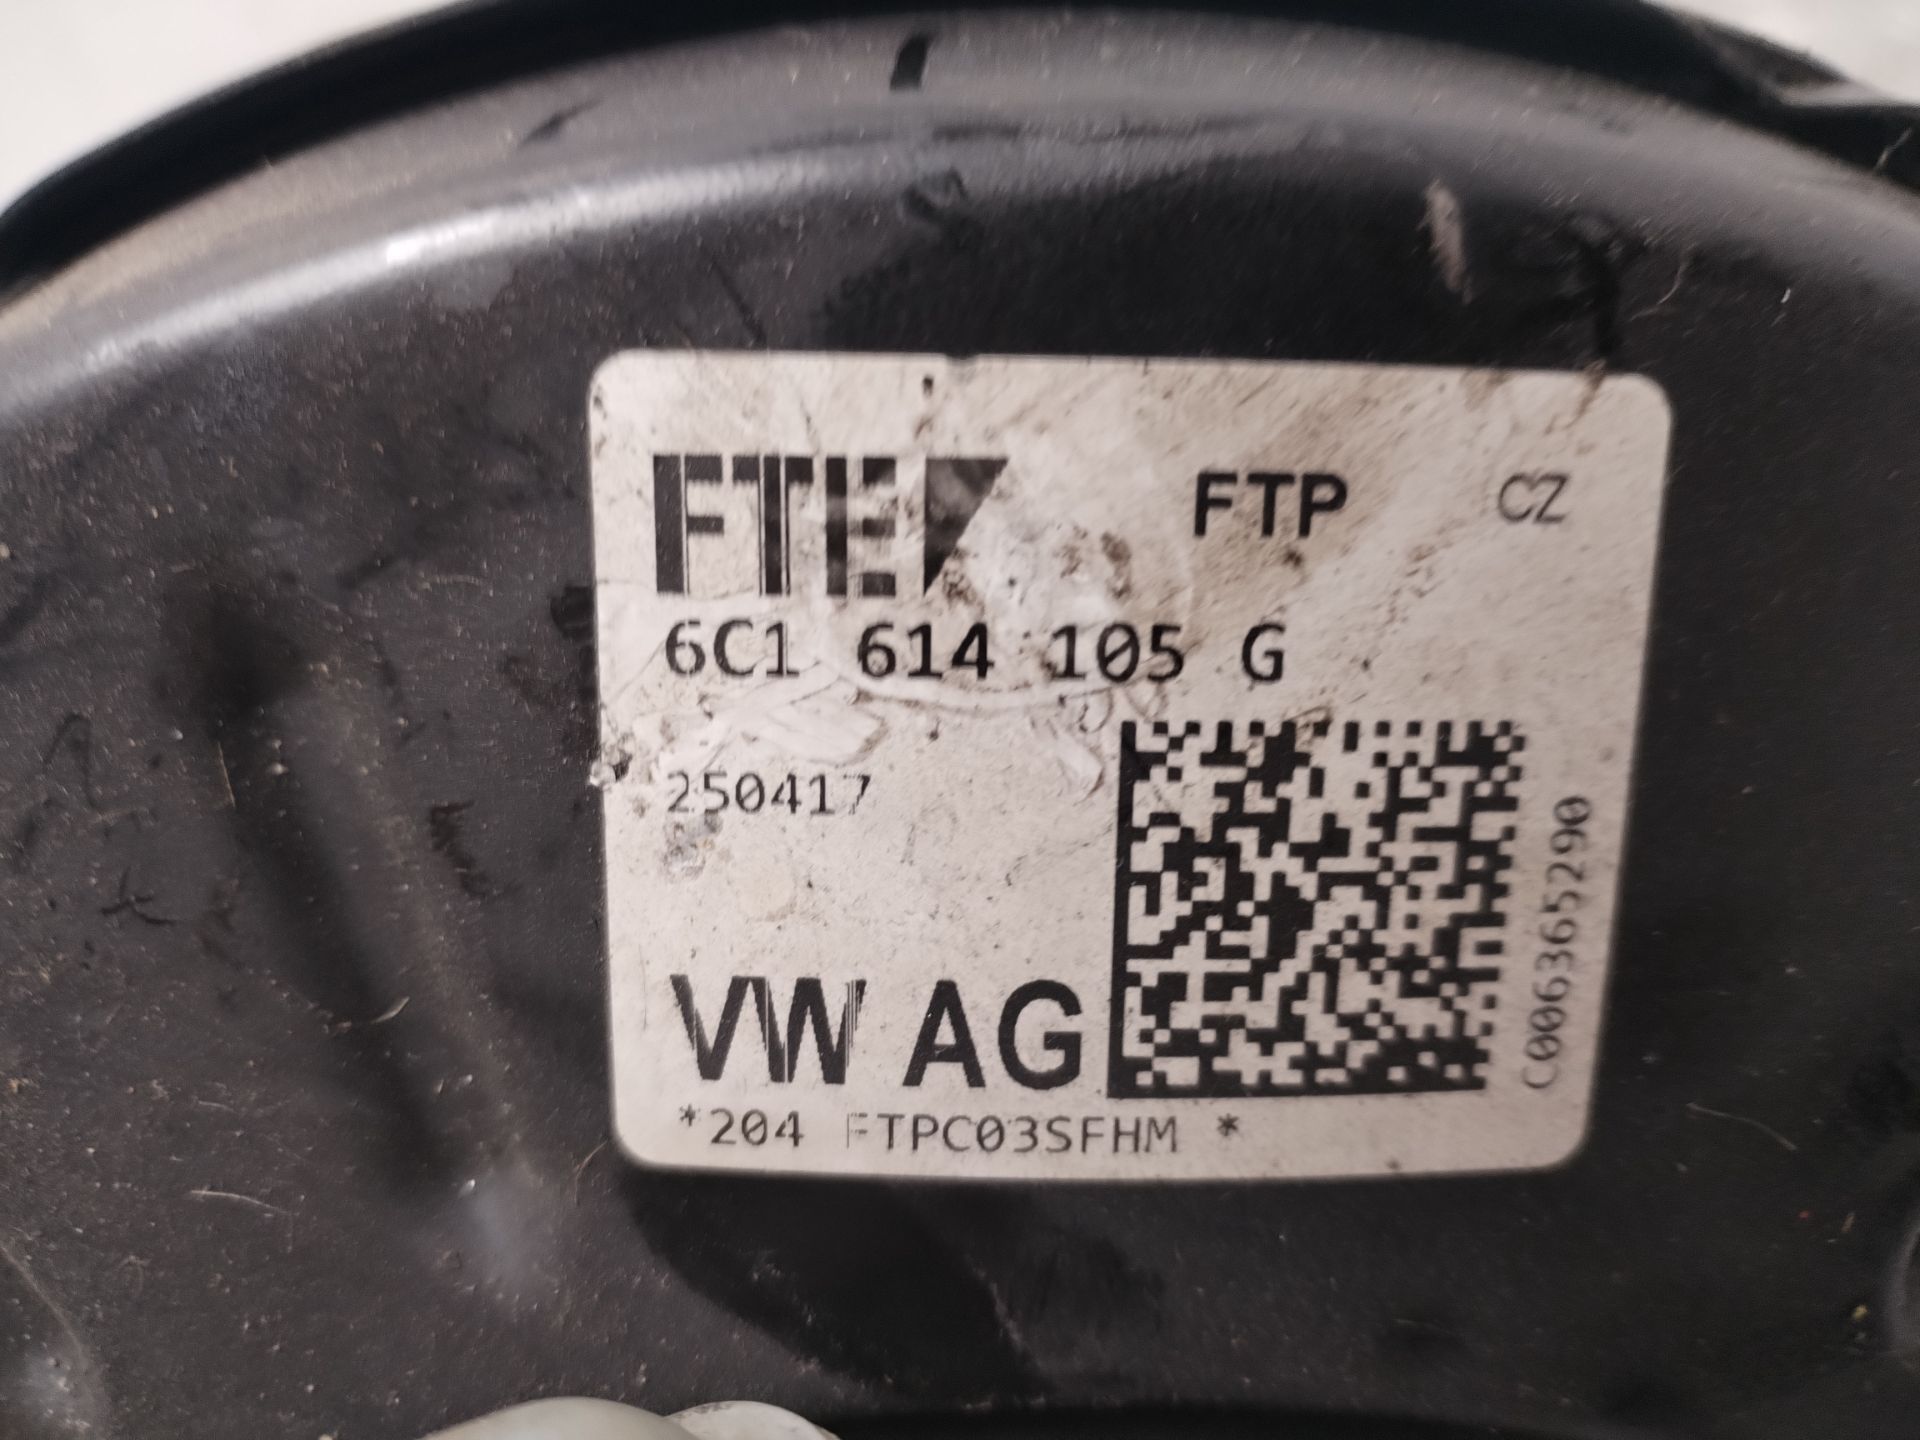 FTE FTP CZ
6C1 614 105 G
250417
C006365290
VW AG
*204 FTPC03SFHM *